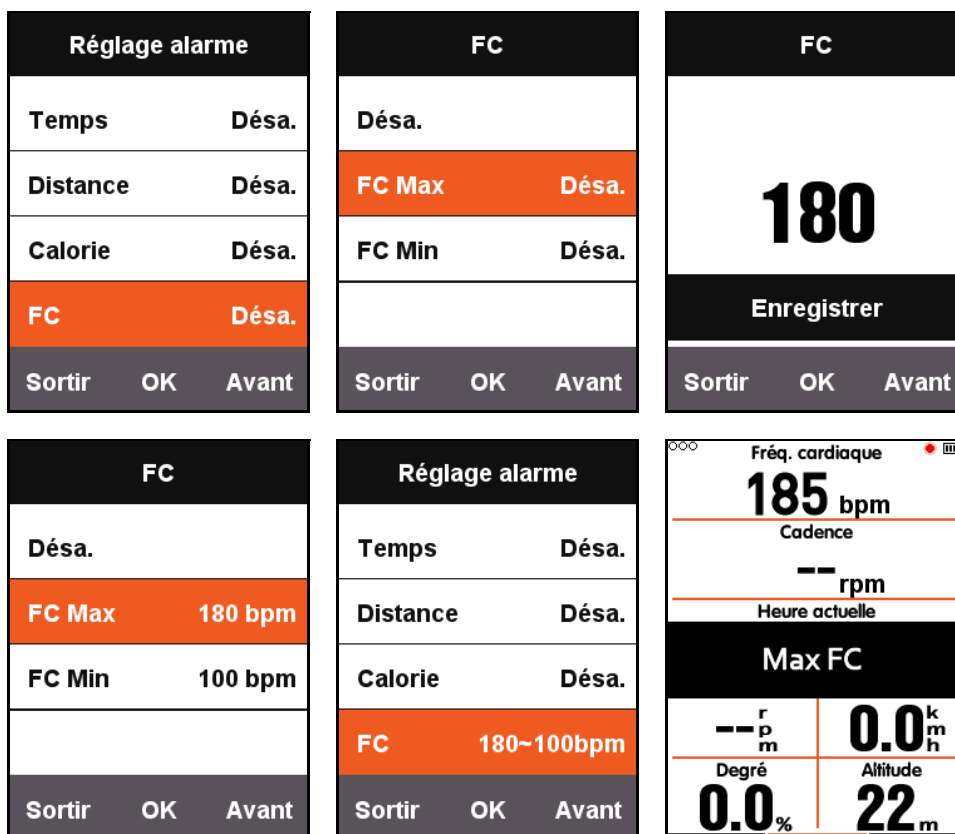 Réglage alarme
Temps Désa.
Distance Désa.
Calorie Désa.
FC Désa.
Sortir OK Avant
FC
Désa.
FC Max Désa.
FC Min Désa.
Sortir OK Avant
FC
180
Enregistrer
Sortir OK Avant
FC
Désa.
FC Max 180 bpm
FC Min 100 bpm
Sortir OK Avant
Réglage alarme
Temps Désa.
Distance Désa.
Calorie Désa.
FC 180~100bpm
Sortir OK Avant
Fréq. cardiaque
185 bpm
Cadence
-- rpm
Heure actuelle
Max FC
-- rpm 0.0 kmh
Degré Altitude
0.0 % 22 m